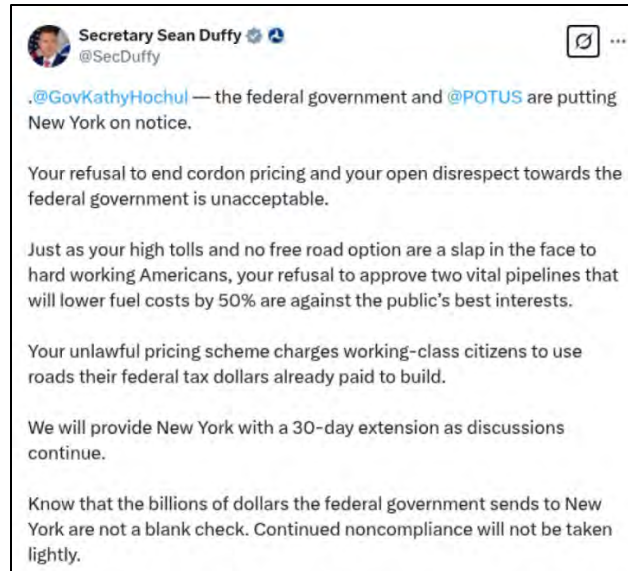 Secretary Sean Duffy
@SecDuffy
.@GovKathyHochul — the federal government and @POTUS are putting
New York on notice.
Your refusal to end cordon pricing and your open disrespect towards the
federal government is unacceptable.
Just as your high tolls and no free road option are a slap in the face to
hard working Americans, your refusal to approve two vital pipelines that
will lower fuel costs by 50% are against the public's best interests.
Your unlawful pricing scheme charges working-class citizens to use
roads their federal tax dollars already paid to build.
We will provide New York with a 30-day extension as discussions
continue.
Know that the billions of dollars the federal government sends to New
York are not a blank check. Continued noncompliance will not be taken
lightly.